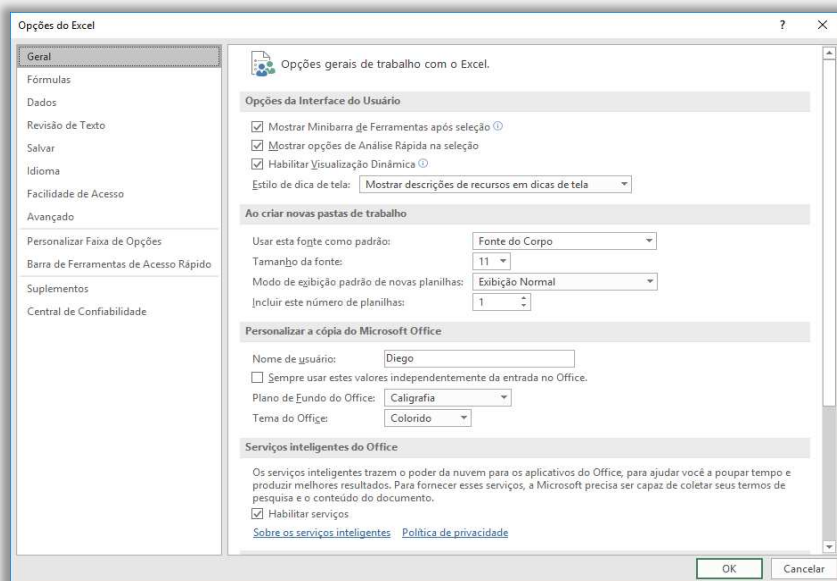 Opções do Excel
?
X
Geral
Fórmulas
Dados
Revisão de Texto
Salvar
Idioma
Facilidade de Acesso
Avançado
Personalizar Faixa de Opções
Barra de Ferramentas de Acesso Rápido
Suplementos
Central de Confiabilidade
Opções gerais de trabalho com o Excel.
Opções da Interface do Usuário
Mostrar Minibarra de Ferramentas após seleção
Mostrar opções de Análise Rápida na seleção
Habilitar Visualização Dinâmica
Estilo de dica de tela: Mostrar descrições de recursos em dicas de tela
Ao criar novas pastas de trabalho
Usar esta fonte como padrão: Fonte do Corpo
Tamanho da fonte: 11
Modo de exibição padrão de novas planilhas: Exibição Normal
Incluir este número de planilhas: 1
Personalizar a cópia do Microsoft Office
Nome de usuário: Diego
Sempre usar estes valores independentemente da entrada no Office.
Plano de Fundo do Office: Caligrafia
Tema do Office: Colorido
Serviços inteligentes do Office
Os serviços inteligentes trazem o poder da nuvem para os aplicativos do Office, para ajudar você a poupar tempo e
produzir melhores resultados. Para fornecer esses serviços, a Microsoft precisa ser capaz de coletar seus termos de
pesquisa e o conteúdo do documento.
Habilitar serviços
Sobre os serviços inteligentes Política de privacidade
OK
Cancelar